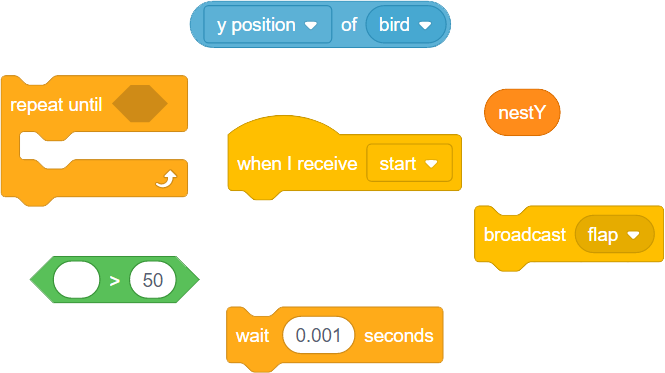 y position of bird
repeat until
nestY
when I receive start
broadcast flap
> 50
wait 0.001 seconds